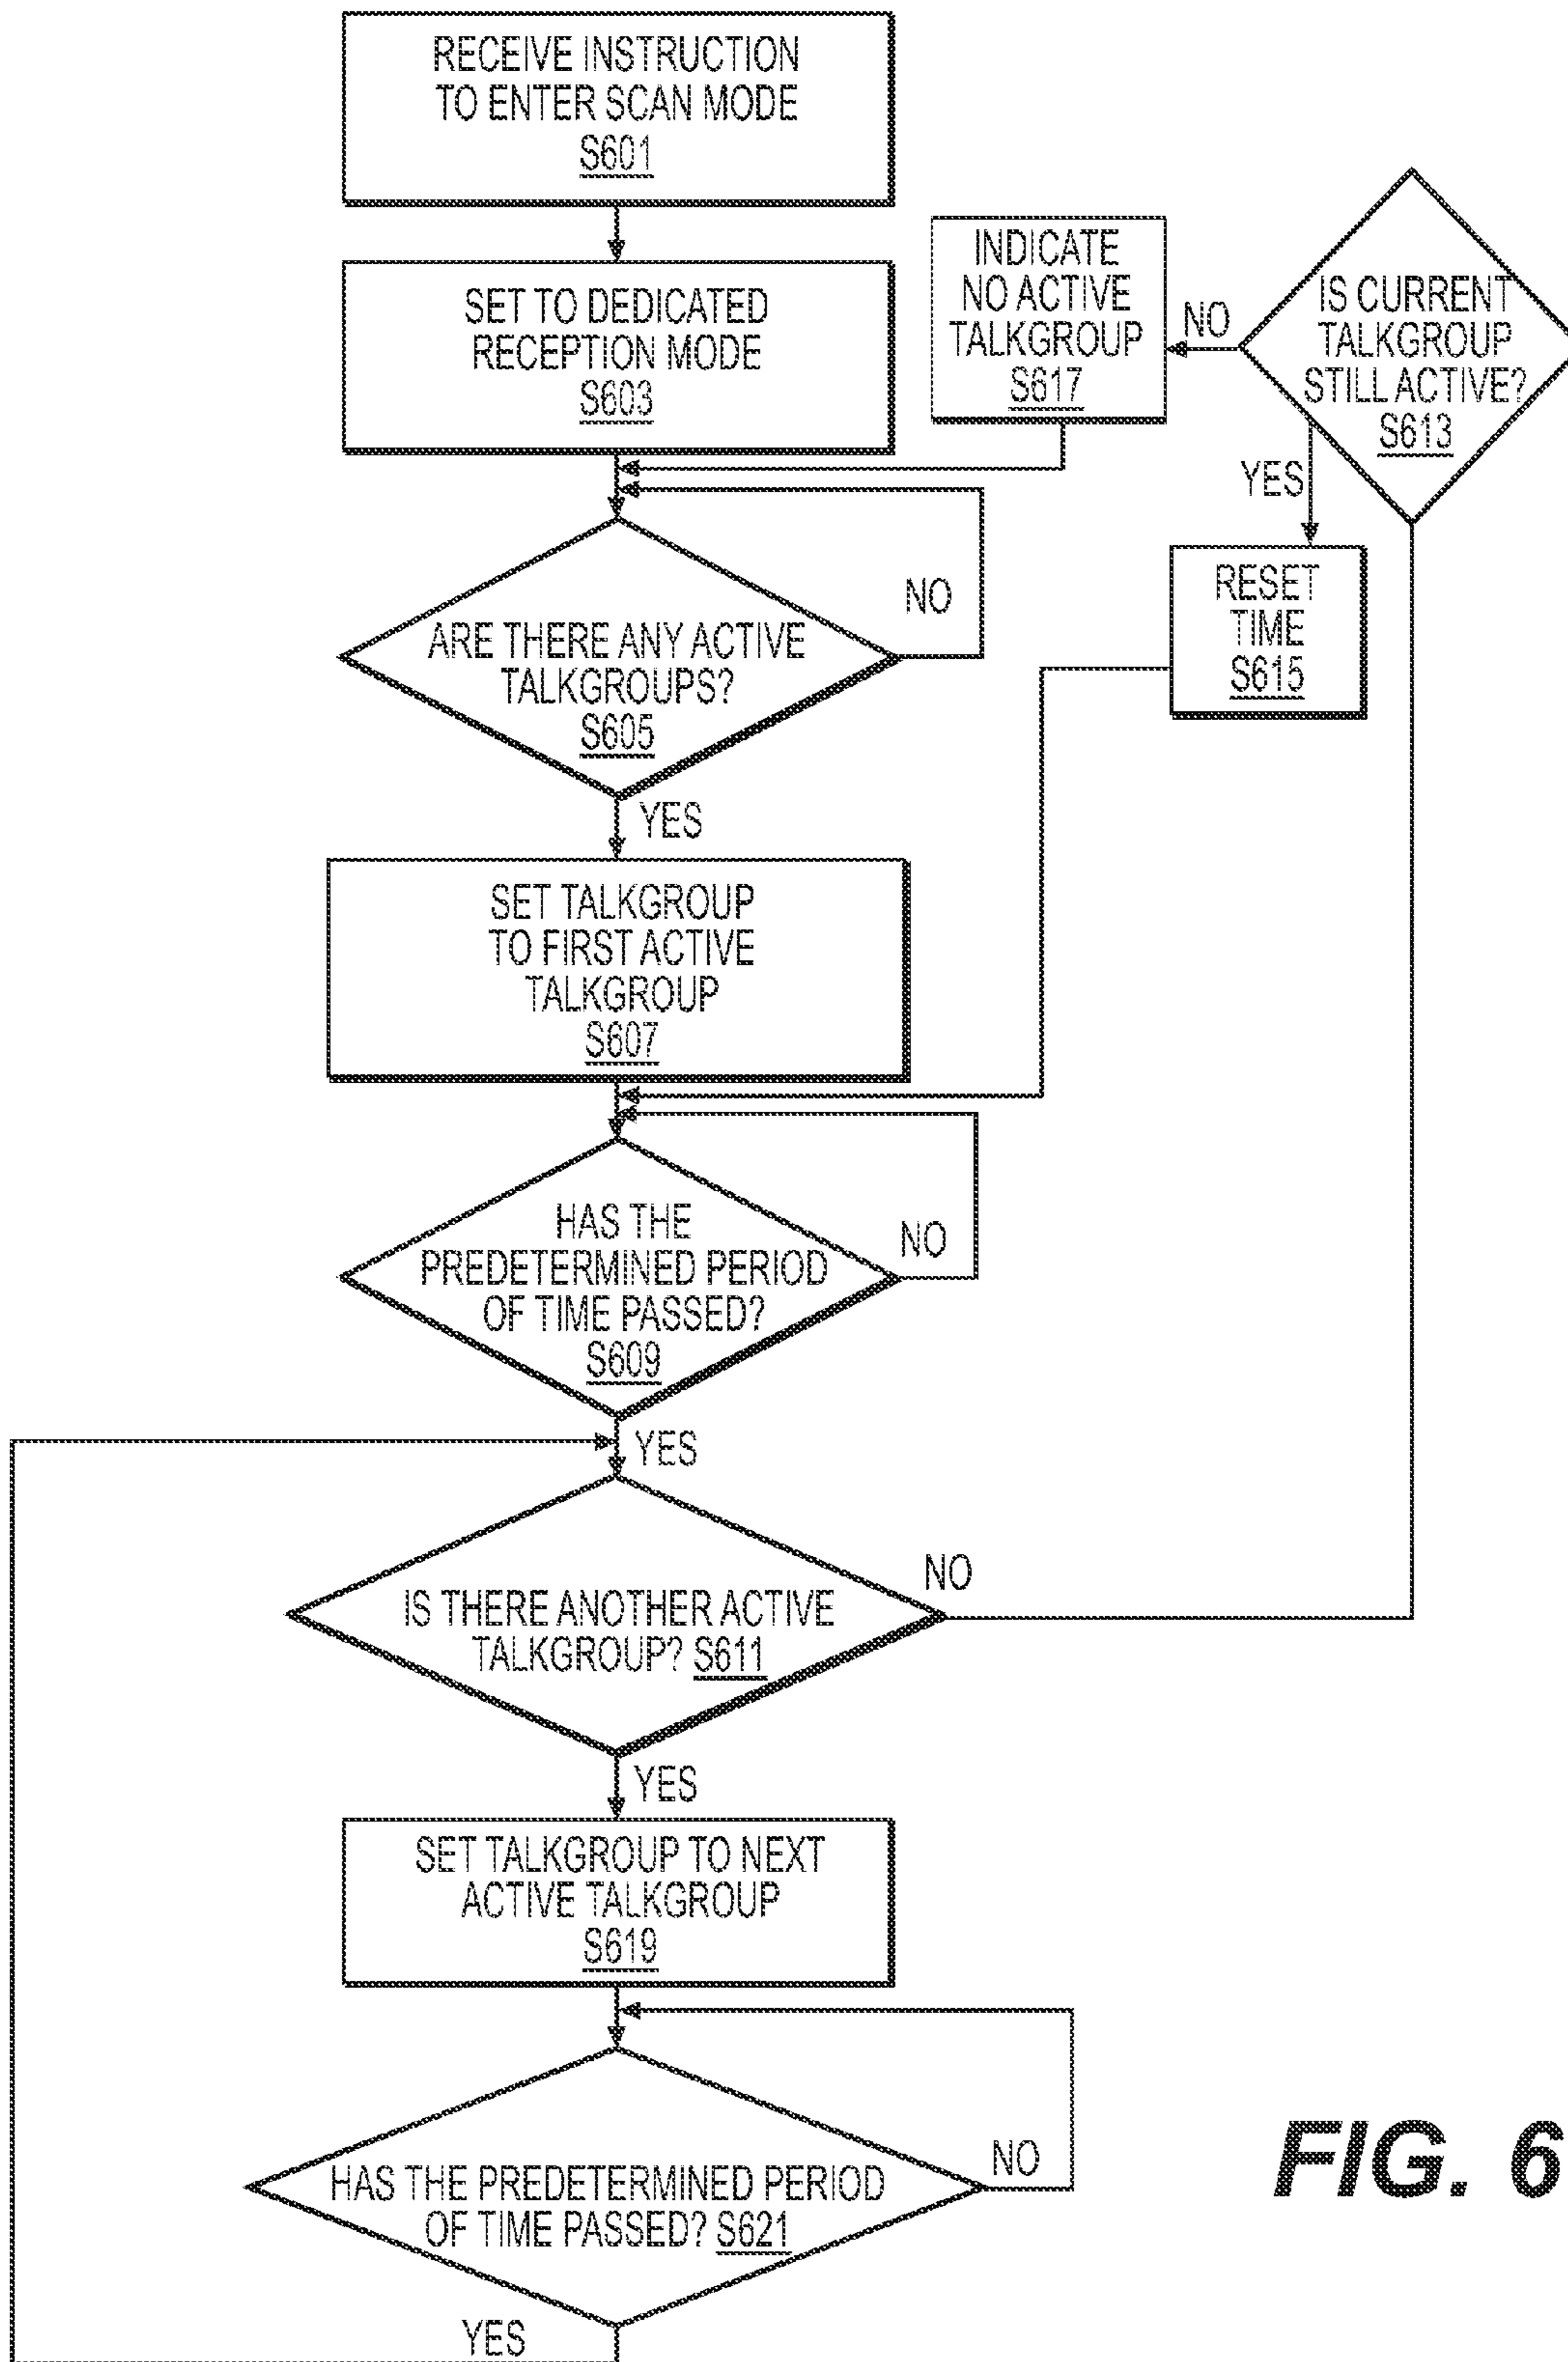 RECEIVE INSTRUCTION
TO ENTER SCAN MODE
S601
SET TO DEDICATED
RECEPTION MODE
S603
INDICATE
NO ACTIVE
TALKGROUP
S617
NO
IS CURRENT
TALKGROUP
STILL ACTIVE?
S613
YES
RESET
TIME
S615
NO
ARE THERE ANY ACTIVE
TALKGROUPS?
S605
YES
SET TALKGROUP
TO FIRST ACTIVE
TALKGROUP
S607
HAS THE
PREDETERMINED PERIOD
OF TIME PASSED?
S609
NO
YES
IS THERE ANOTHER ACTIVE
TALKGROUP? S611
NO
YES
SET TALKGROUP TO NEXT
ACTIVE TALKGROUP
S619
HAS THE PREDETERMINED PERIOD
OF TIME PASSED? S621
NO
YES
FIG. 6